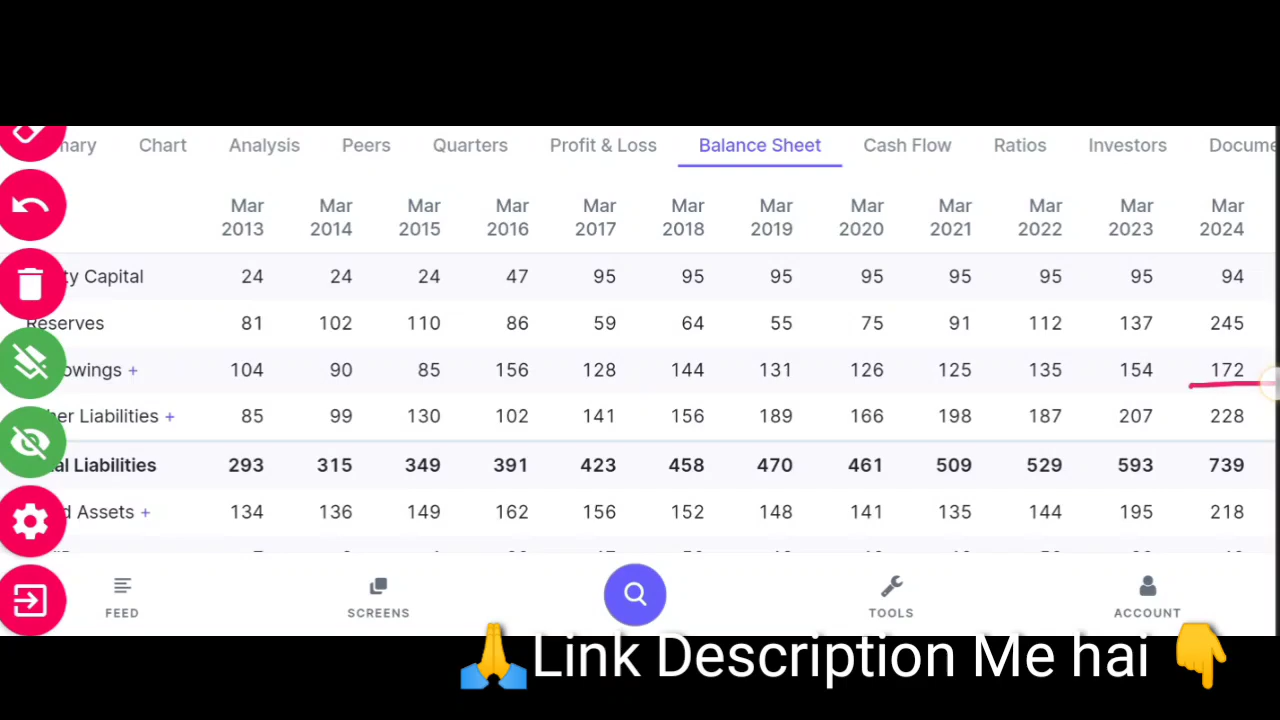 mary Chart Analysis Peers Quarters Profit & Loss Balance Sheet Cash Flow Ratios Investors Docume
Mar 2013 Mar 2014 Mar 2015 Mar 2016 Mar 2017 Mar 2018 Mar 2019 Mar 2020 Mar 2021 Mar 2022 Mar 2023 Mar 2024
ty Capital 24 24 24 47 95 95 95 95 95 95 95 94
Reserves 81 102 110 86 59 64 55 75 91 112 137 245
owings + 104 90 85 156 128 144 131 126 125 135 154 172
her Liabilities + 85 99 130 102 141 156 189 166 198 187 207 228
al Liabilities 293 315 349 391 423 458 470 461 509 529 593 739
d Assets + 134 136 149 162 156 152 148 141 135 144 195 218
FEED SCREENS TOOLS ACCOUNT
🙏Link Description Me hai 👇